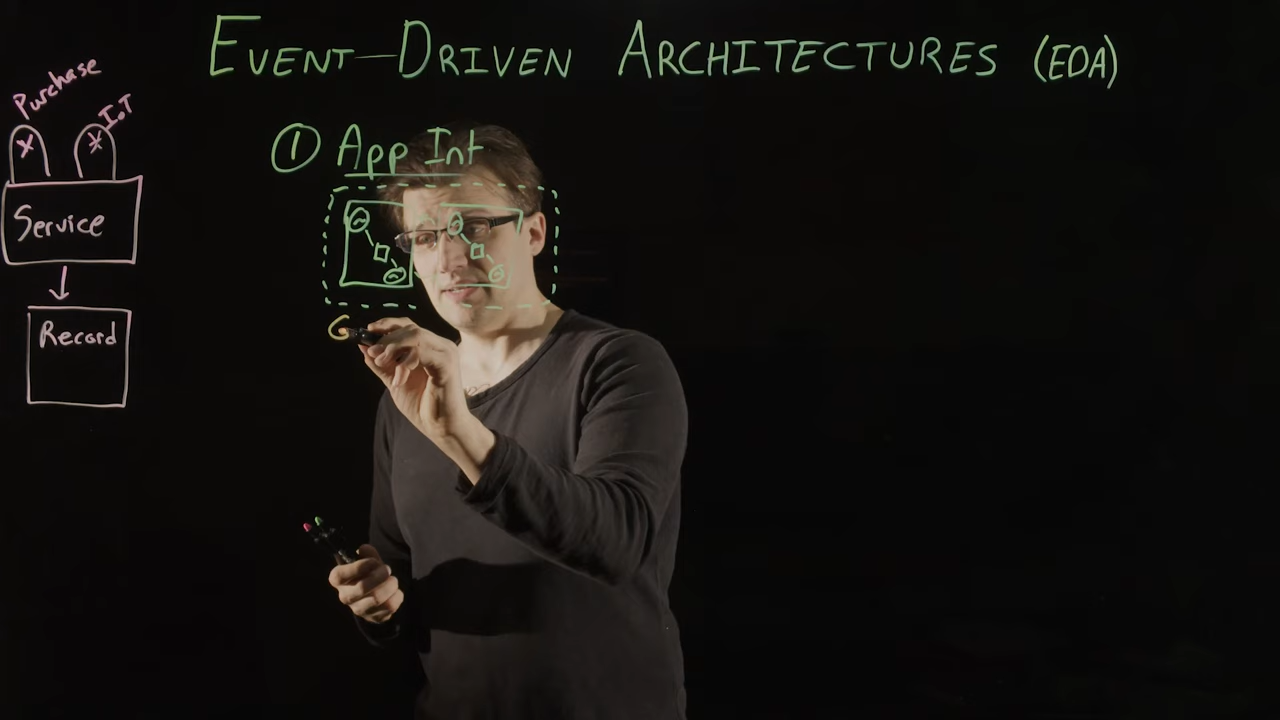 EVENT-DRIVEN ARCHITECTURES (EDA)
Purchase
IoT
Service
Record
① App Int